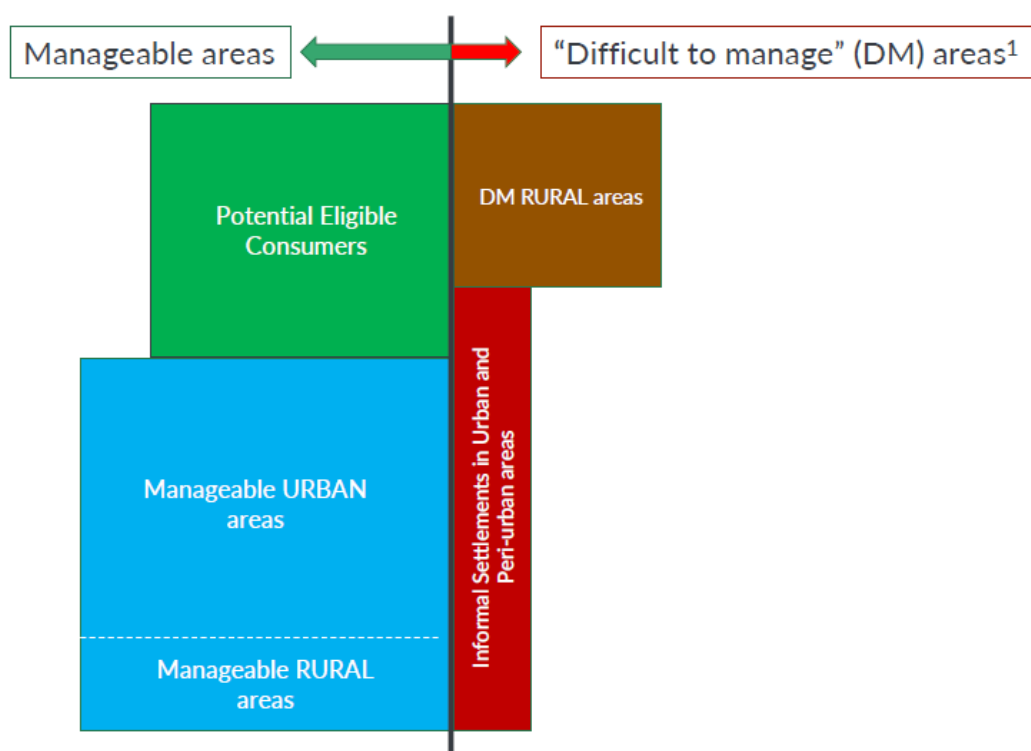 Manageable areas
“Difficult to manage” (DM) areas¹
Potential Eligible
Consumers
DM RURAL areas
Informal Settlements in Urban and
Peri-urban areas
Manageable URBAN
areas
Manageable RURAL
areas